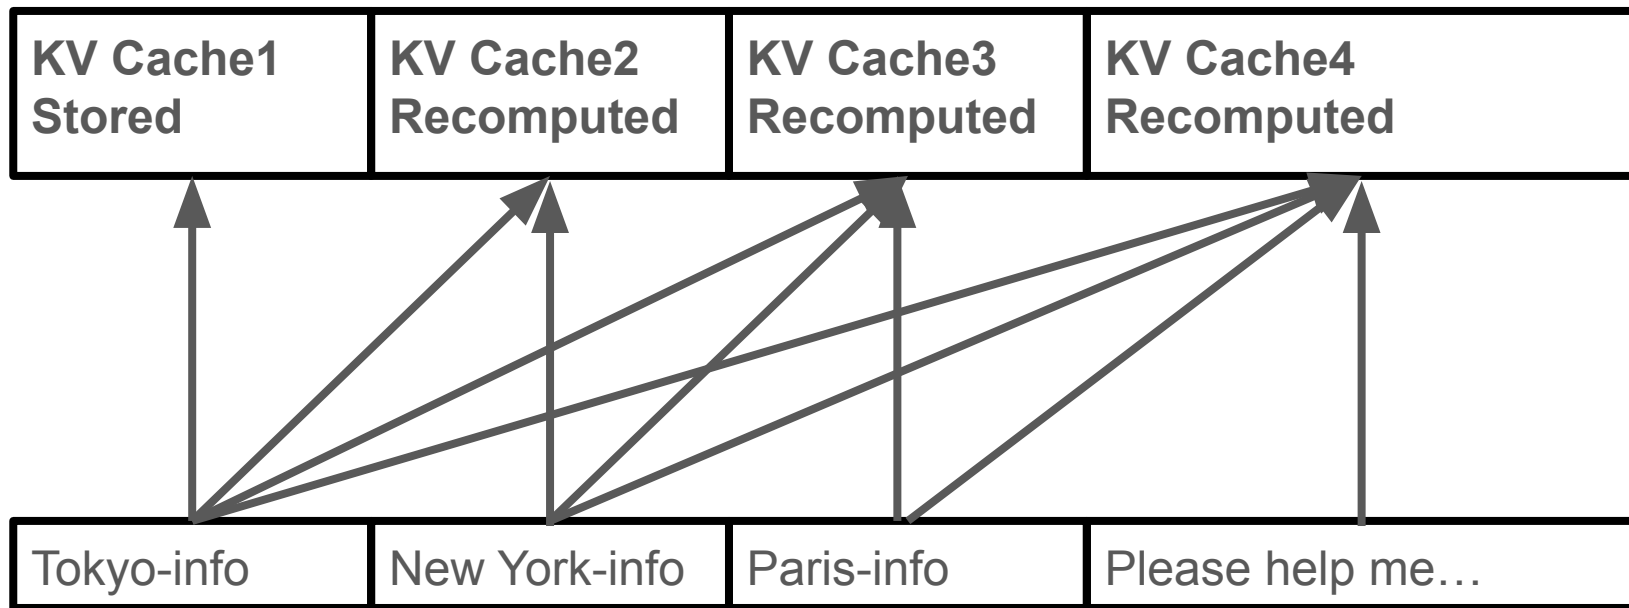 KV Cache1
Stored
KV Cache2
Recomputed
KV Cache3
Recomputed
KV Cache4
Recomputed
Tokyo-info
New York-info
Paris-info
Please help me…